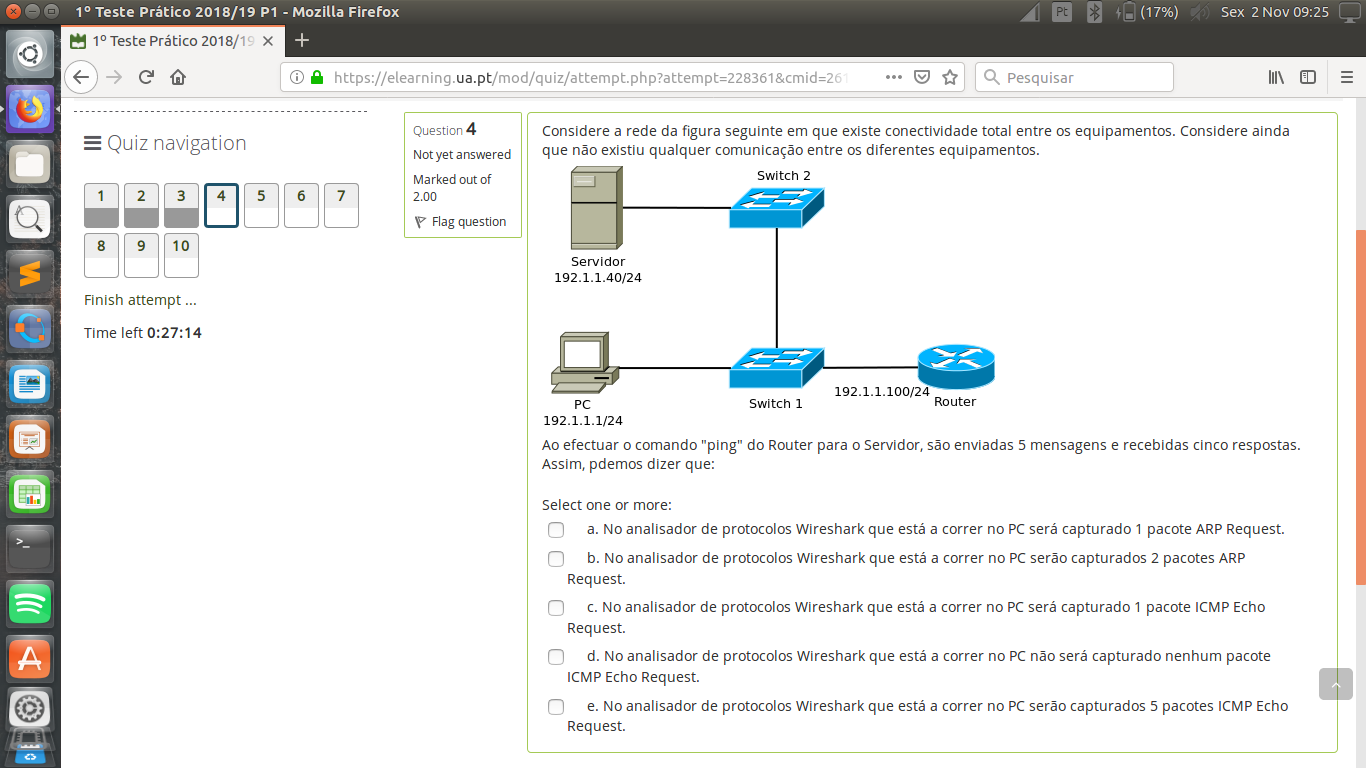 1º Teste Prático 2018/19 P1 - Mozilla Firefox
Pt
(17%)
Sex 2 Nov 09:25
1º Teste Prático 2018/19
https://elearning.ua.pt/mod/quiz/attempt.php?attempt=228361&cmid=261
Pesquisar
Quiz navigation
1 2 3 4 5 6 7
8 9 10
Finish attempt ...
Time left 0:27:14
Question 4
Not yet answered
Marked out of
2.00
Flag question
Considere a rede da figura seguinte em que existe conectividade total entre os equipamentos. Considere ainda
que não existiu qualquer comunicação entre os diferentes equipamentos.
Switch 2
Servidor
192.1.1.40/24
PC
192.1.1.1/24
Switch 1
192.1.1.100/24
Router
Ao efectuar o comando "ping" do Router para o Servidor, são enviadas 5 mensagens e recebidas cinco respostas.
Assim, pdemos dizer que:
Select one or more:
a. No analisador de protocolos Wireshark que está a correr no PC será capturado 1 pacote ARP Request.
b. No analisador de protocolos Wireshark que está a correr no PC serão capturados 2 pacotes ARP
Request.
c. No analisador de protocolos Wireshark que está a correr no PC será capturado 1 pacote ICMP Echo
Request.
d. No analisador de protocolos Wireshark que está a correr no PC não será capturado nenhum pacote
ICMP Echo Request.
e. No analisador de protocolos Wireshark que está a correr no PC serão capturados 5 pacotes ICMP Echo
Request.